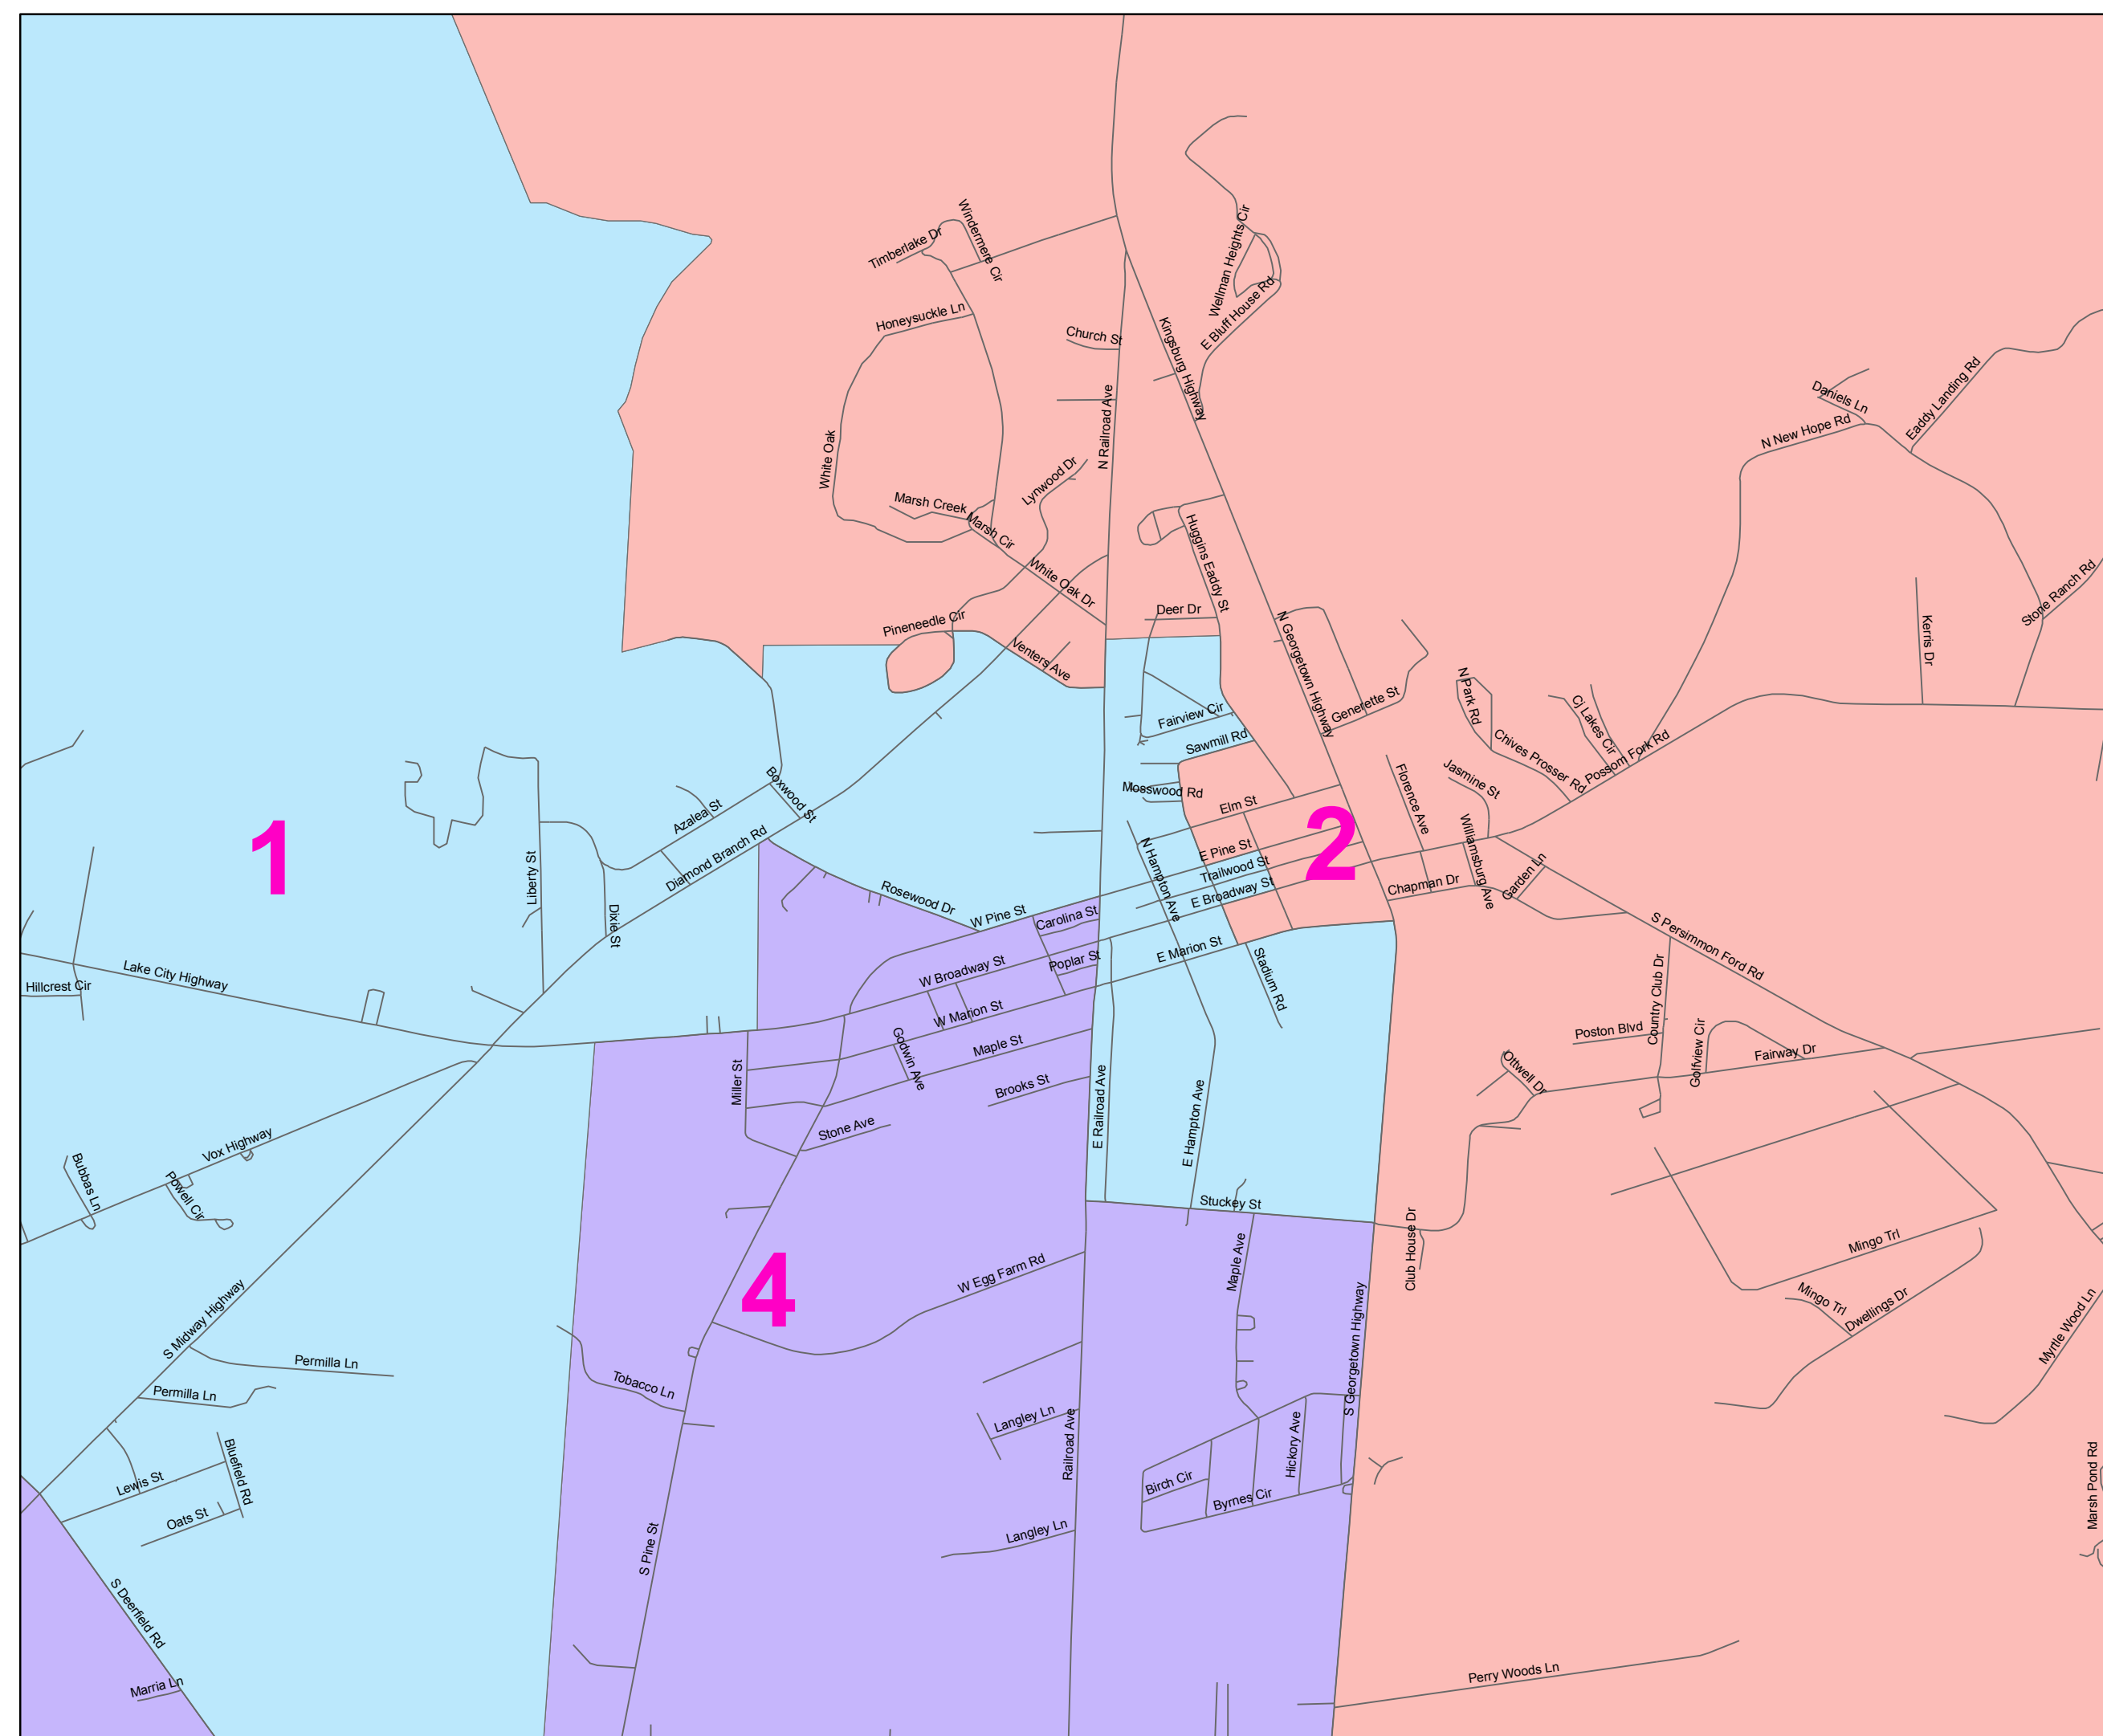 Windermere Cir
Timberlake Dr
Wellman Heights Cir
E Bluff House Rd
Honeysuckle Ln
Church St
Kingsburg Highway
N Railroad Ave
Daniels Ln
Eaddy Landing Rd
N New Hope Rd
White Oak
Lynwood Dr
Marsh Creek
Marsh Cir
Huggins Eaddy St
White Oak Dr
Stone Ranch Rd
Deer Dr
Pineneedle Cir
Kerris Dr
Venters Ave
N Georgetown Highway
N Park Rd
Generette St
Cj Lakes Cir
Fairview Cir
Sawmill Rd
Chives Prosser Rd
Possom Fork Rd
Jasmine St
Florence Ave
Mosswood Rd
Boxwood St
Azalea St
Elm St
2
1
Diamond Branch Rd
Williamsburg Ave
Liberty St
N Hampton Ave
E Pine St
Trailwood St
E Broadway St
Garden Ln
Chapman Dr
Rosewood Dr
W Pine St
Carolina St
Dixie St
S Persimmon Ford Rd
E Marion St
Poplar St
W Broadway St
Stadium Rd
Lake City Highway
Hillcrest Cir
Country Club Dr
W Marion St
Poston Blvd
Golfview Cir
Fairway Dr
Godwin Ave
Maple St
Miller St
Brooks St
Ottwell Dr
E Railroad Ave
E Hampton Ave
Stone Ave
Vox Highway
Bubbas Ln
Powell Cir
Stuckey St
Club House Dr
Maple Ave
Mingo Trl
W Egg Farm Rd
4
S Georgetown Highway
Mingo Trl
Dwellings Dr
Myrtle Wood Ln
S Midway Highway
Permilla Ln
Permilla Ln
Tobacco Ln
Langley Ln
Railroad Ave
Hickory Ave
Marsh Pond Rd
Bluefield Rd
Lewis St
Birch Cir
Byrnes Cir
Oats St
Langley Ln
S Pine St
S Deerfield Rd
Perry Woods Ln
Marria Ln